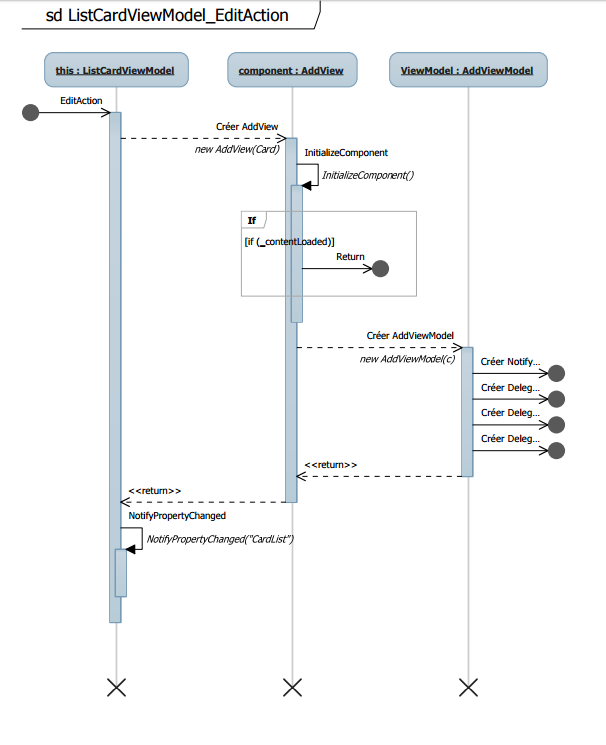 sd ListCardViewModel_EditAction
this : ListCardViewModel
component : AddView
ViewModel : AddViewModel
EditAction
Créer AddView
new AddView(Card)
InitializeComponent
InitializeComponent()
If
[if (_contentLoaded)]
Return
Créer AddViewModel
new AddViewModel(c)
Créer Notify...
Créer Deleg...
Créer Deleg...
Créer Deleg...
<<return>>
<<return>>
NotifyPropertyChanged
NotifyPropertyChanged("CardList")